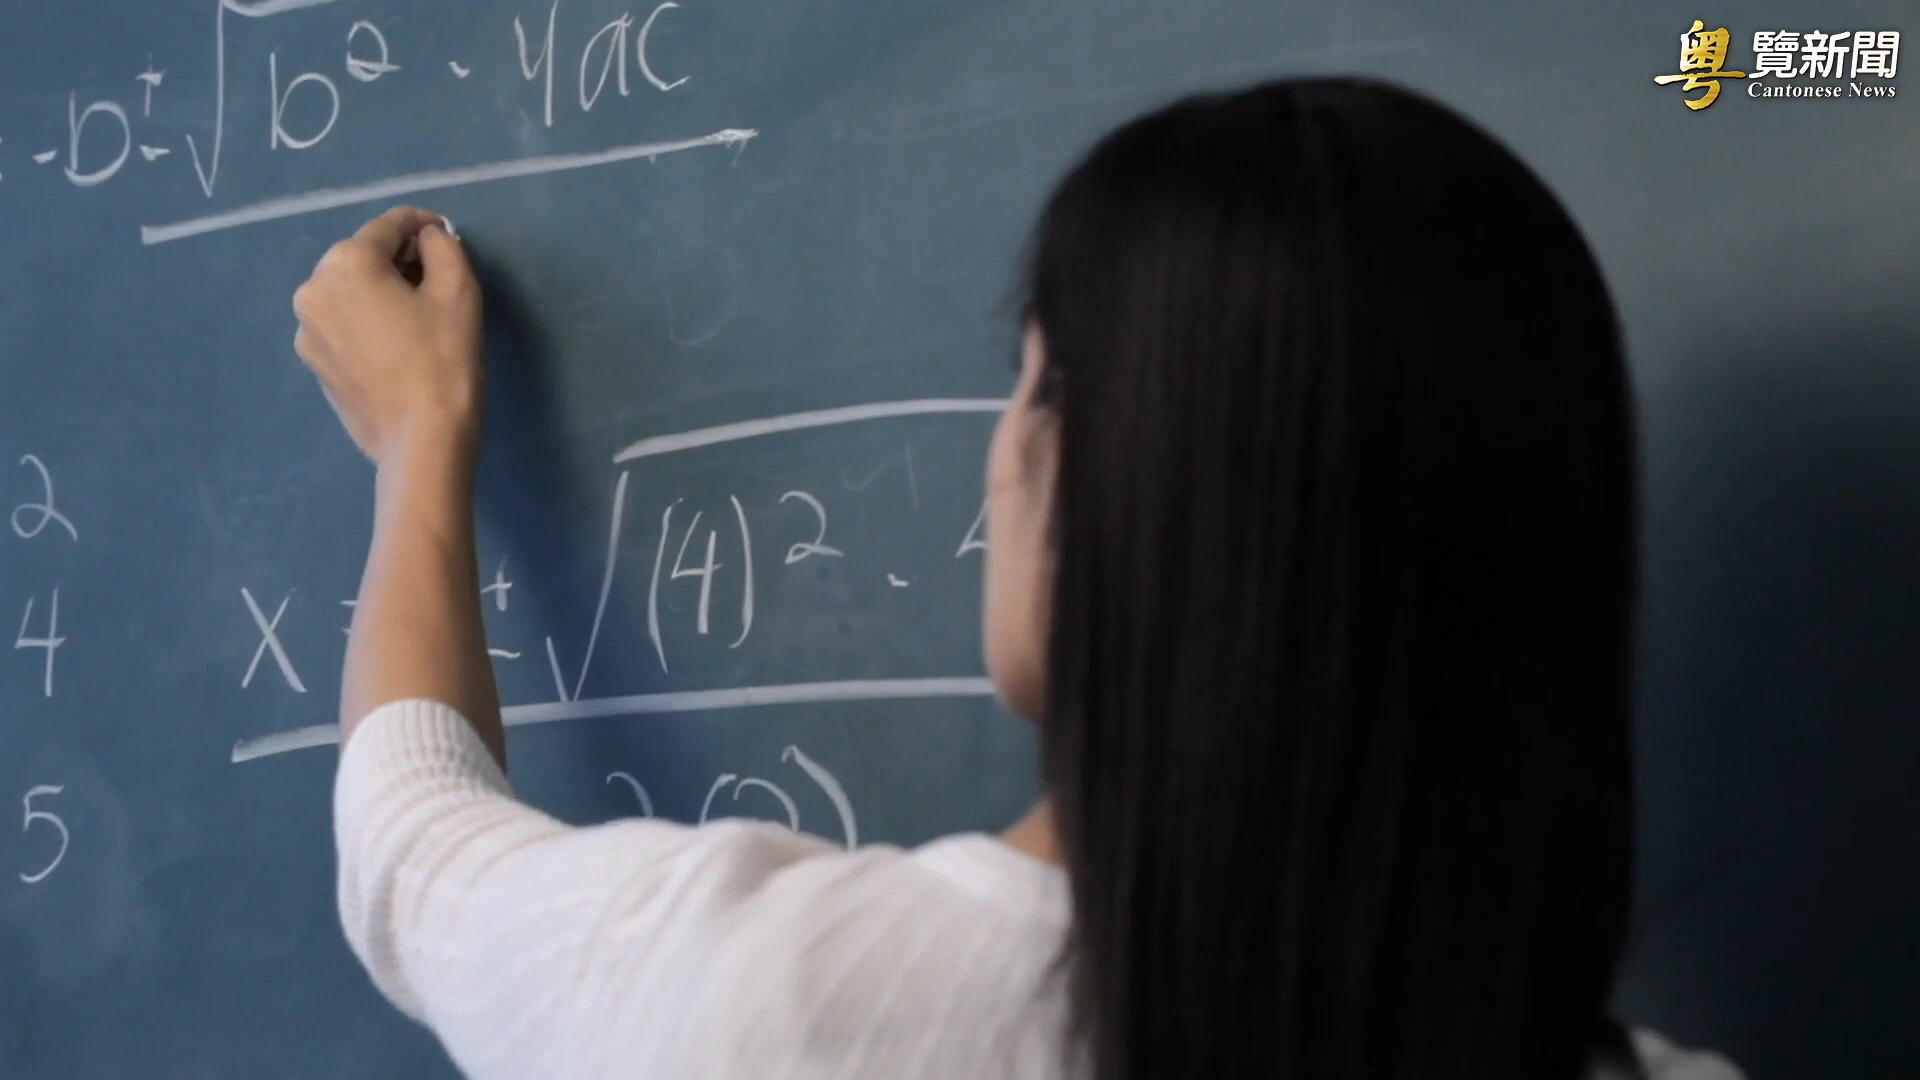 粵覽新聞
Cantonese News
-b ± √b² - 4ac
2
4
x = ± √(4)² - 4
5
2(2)